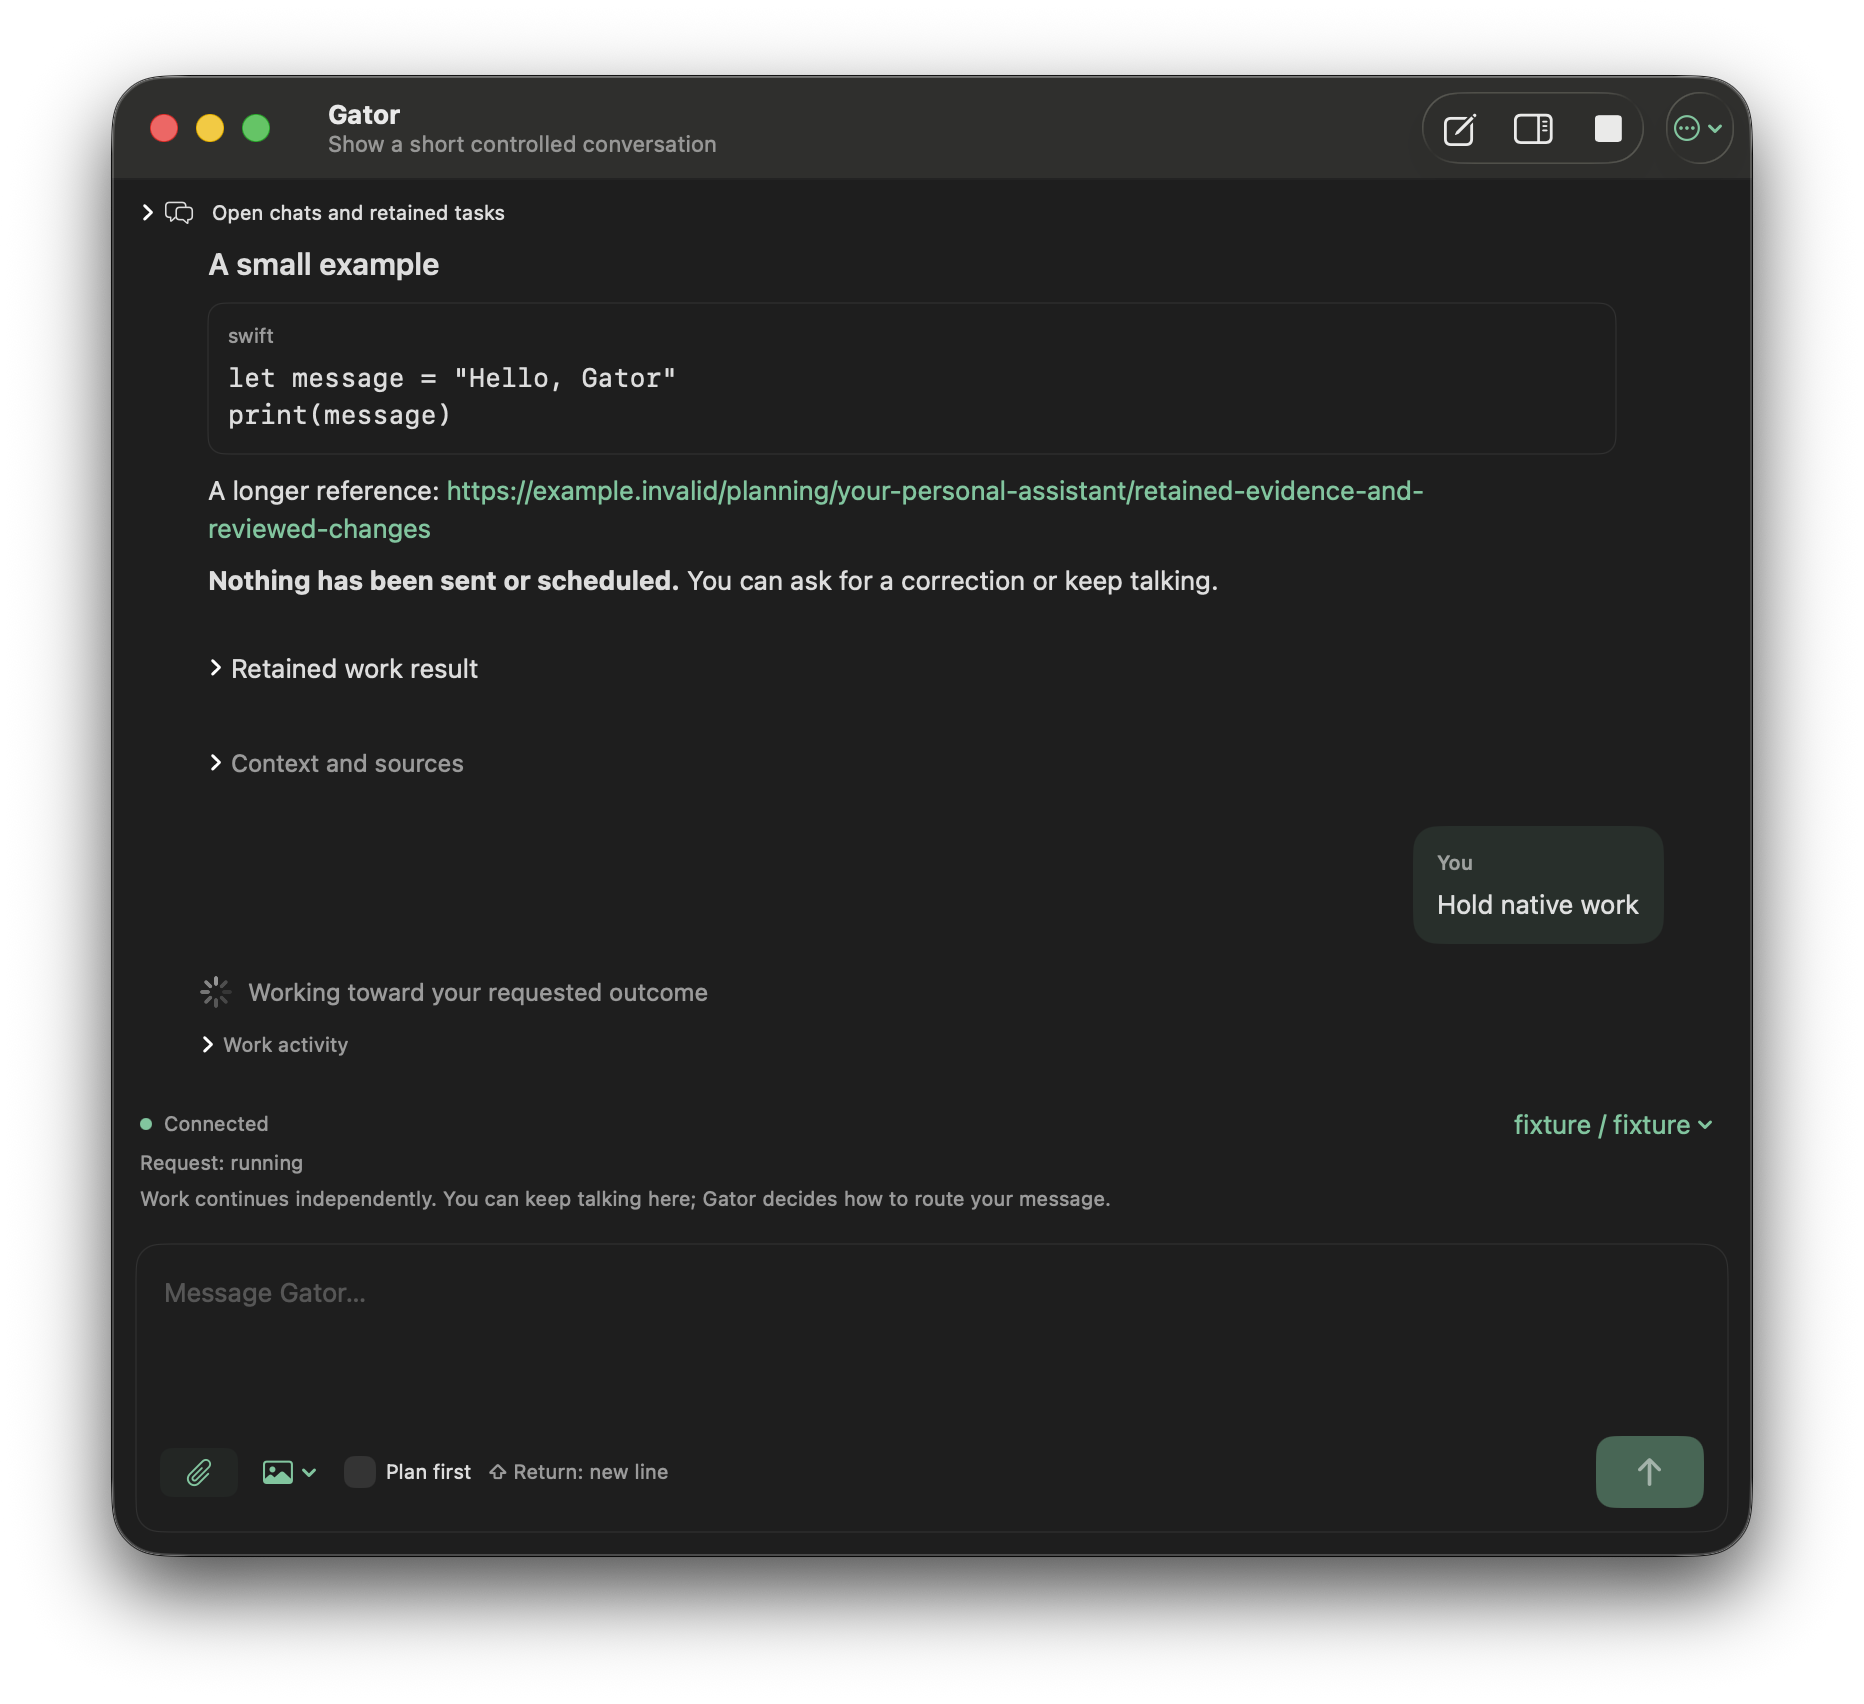 Gator
Show a short controlled conversation
Open chats and retained tasks
A small example
swift
let message = "Hello, Gator"
print(message)
A longer reference: https://example.invalid/planning/your-personal-assistant/retained-evidence-and-
reviewed-changes
Nothing has been sent or scheduled. You can ask for a correction or keep talking.
Retained work result
Context and sources
You
Hold native work
Working toward your requested outcome
Work activity
Connected
fixture / fixture
Request: running
Work continues independently. You can keep talking here; Gator decides how to route your message.
Message Gator...
Plan first
Return: new line